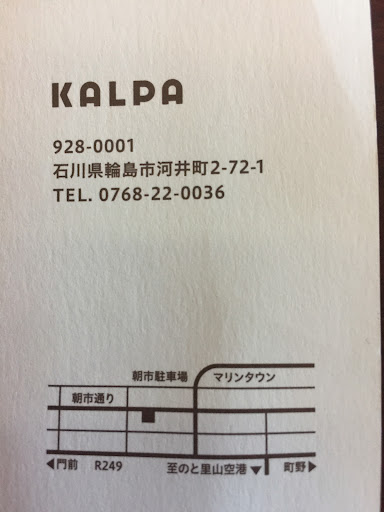 KALPA
928-0001
石川県輪島市河井町2-72-1
TEL. 0768-22-0036
朝市駐車場 マリンタウン
朝市通り
◀門前 R249 至のと里山空港▼ 町野▶